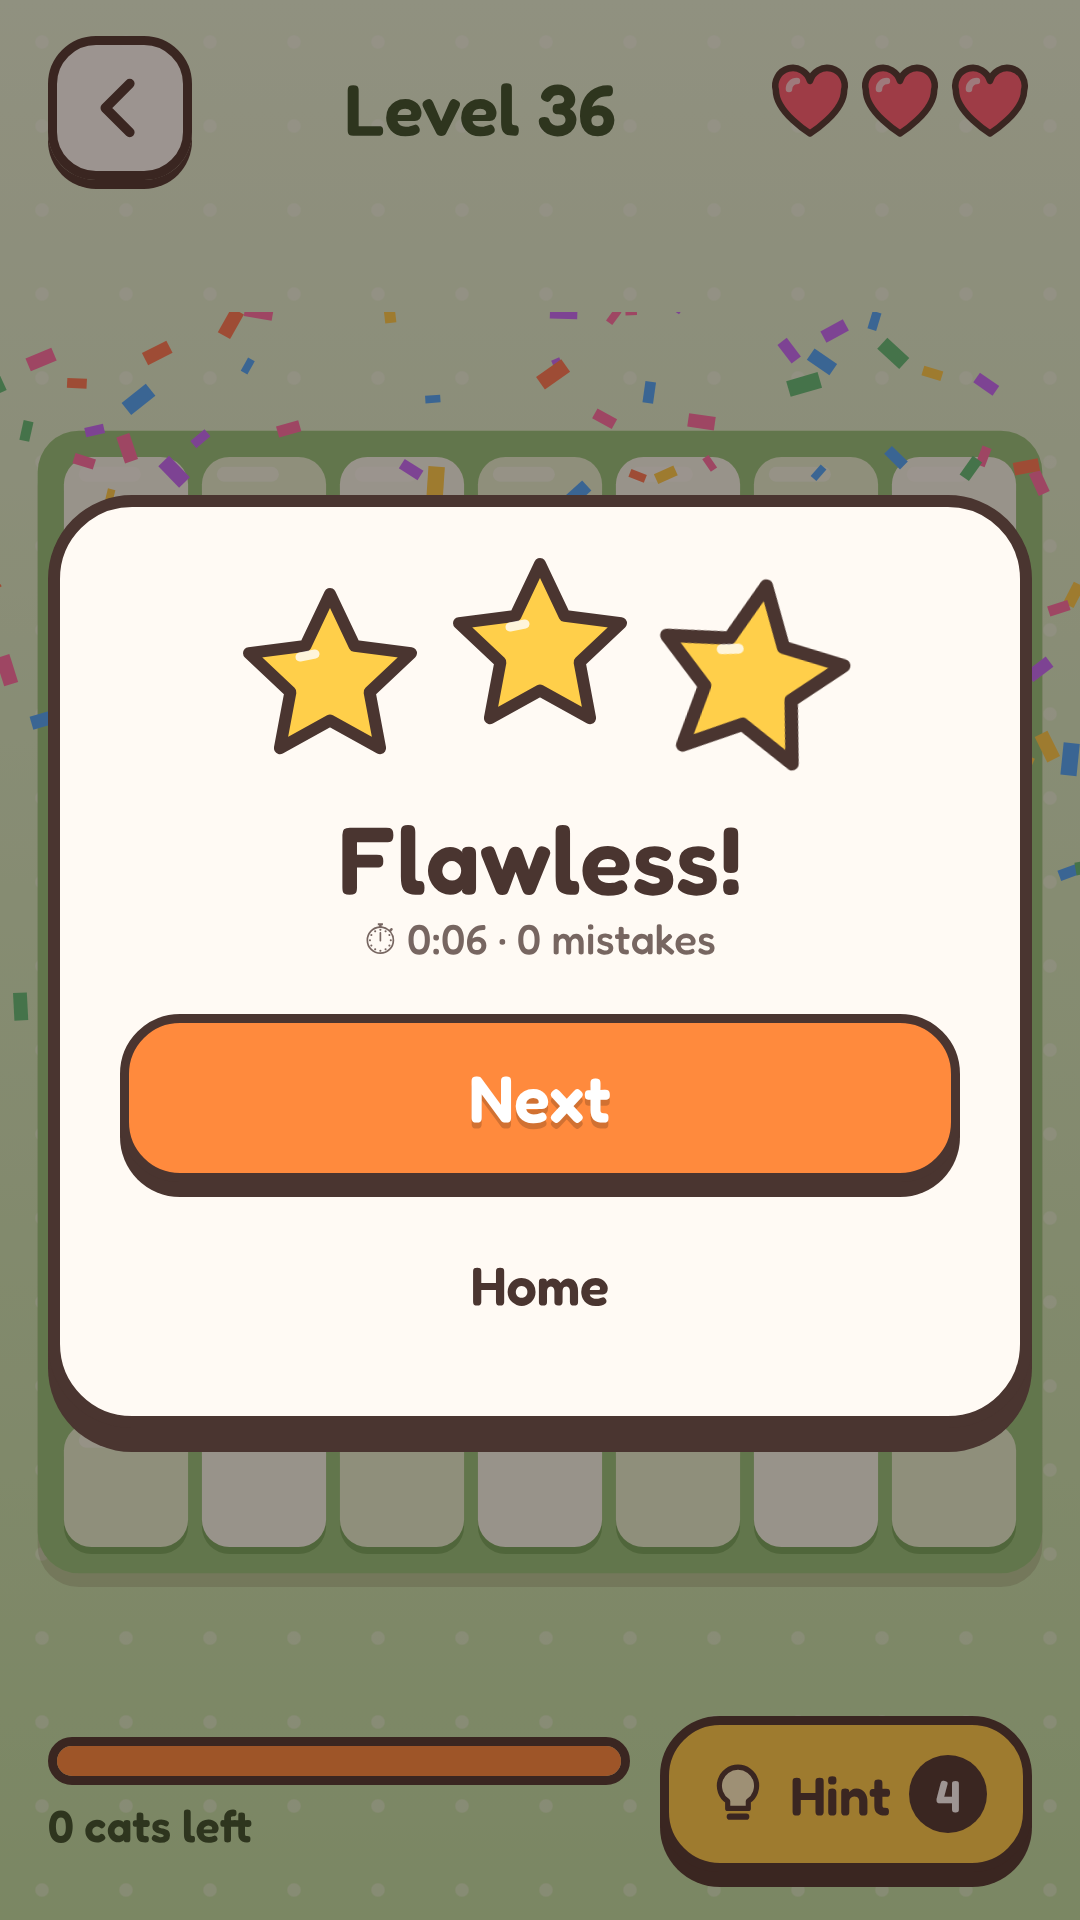 Level 36
Flawless!
⏱ 0:06 · 0 mistakes
Next
Home
0 cats left
Hint 4